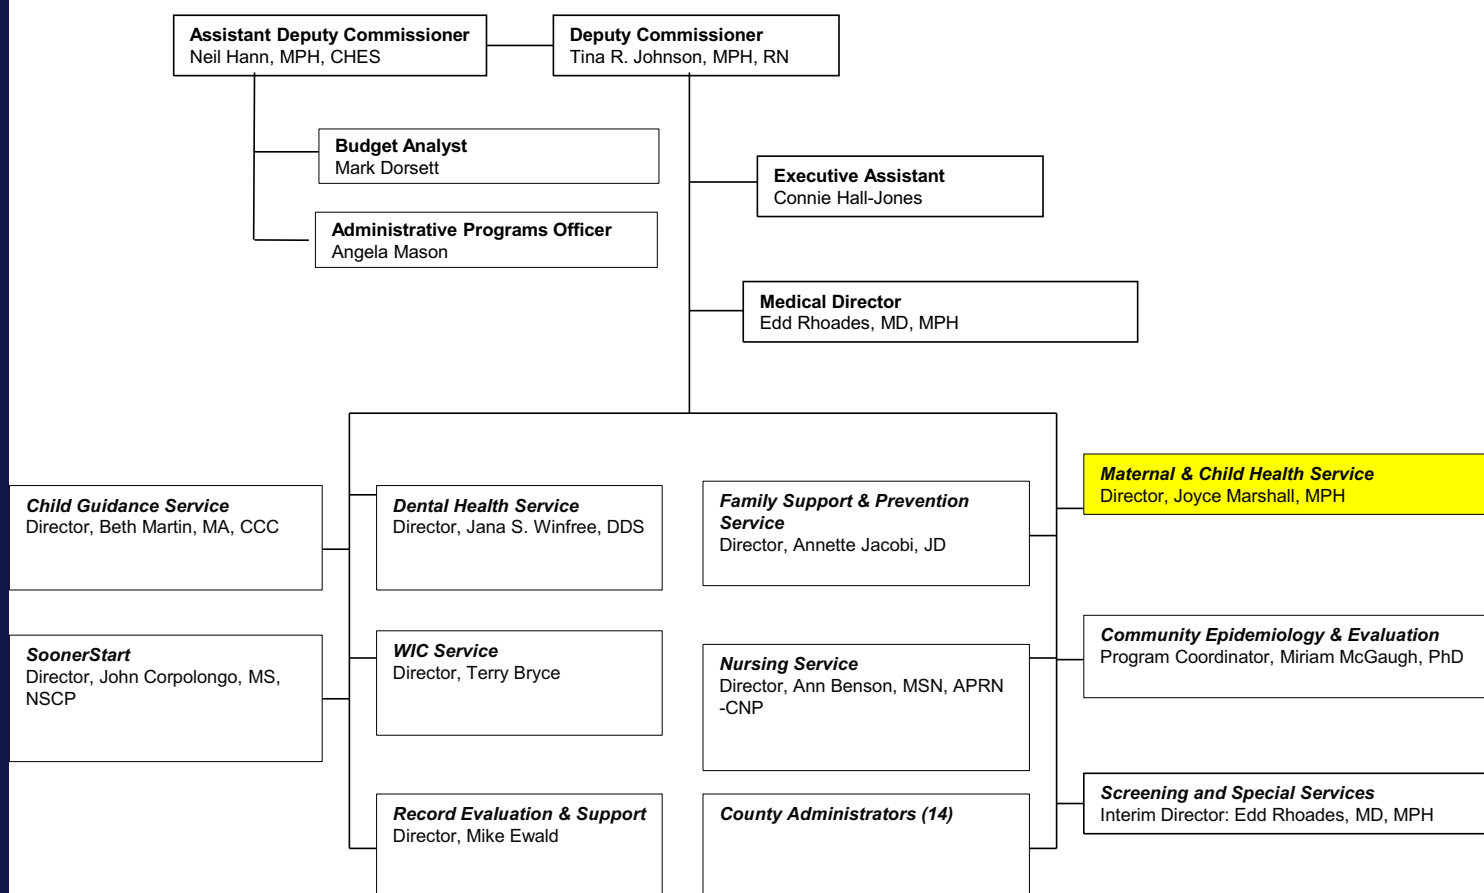 Assistant Deputy Commissioner
Neil Hann, MPH, CHES
Deputy Commissioner
Tina R. Johnson, MPH, RN
Budget Analyst
Mark Dorsett
Executive Assistant
Connie Hall-Jones
Administrative Programs Officer
Angela Mason
Medical Director
Edd Rhoades, MD, MPH
Child Guidance Service
Director, Beth Martin, MA, CCC
Dental Health Service
Director, Jana S. Winfree, DDS
Family Support & Prevention
Service
Director, Annette Jacobi, JD
Maternal & Child Health Service
Director, Joyce Marshall, MPH
SoonerStart
Director, John Corpolongo, MS,
NSCP
WIC Service
Director, Terry Bryce
Nursing Service
Director, Ann Benson, MSN, APRN
-CNP
Community Epidemiology & Evaluation
Program Coordinator, Miriam McGaugh, PhD
Record Evaluation & Support
Director, Mike Ewald
County Administrators (14)
Screening and Special Services
Interim Director: Edd Rhoades, MD, MPH